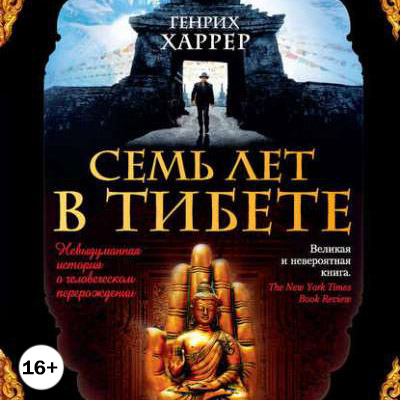 ГЕНРИХ
ХАРРЕР
СЕМЬ ЛЕТ
В ТИБЕТЕ
Невыдуманная
история
о человеческом
перерождении
Великая
и невероятная
книга.
The New York Times
Book Review
16+